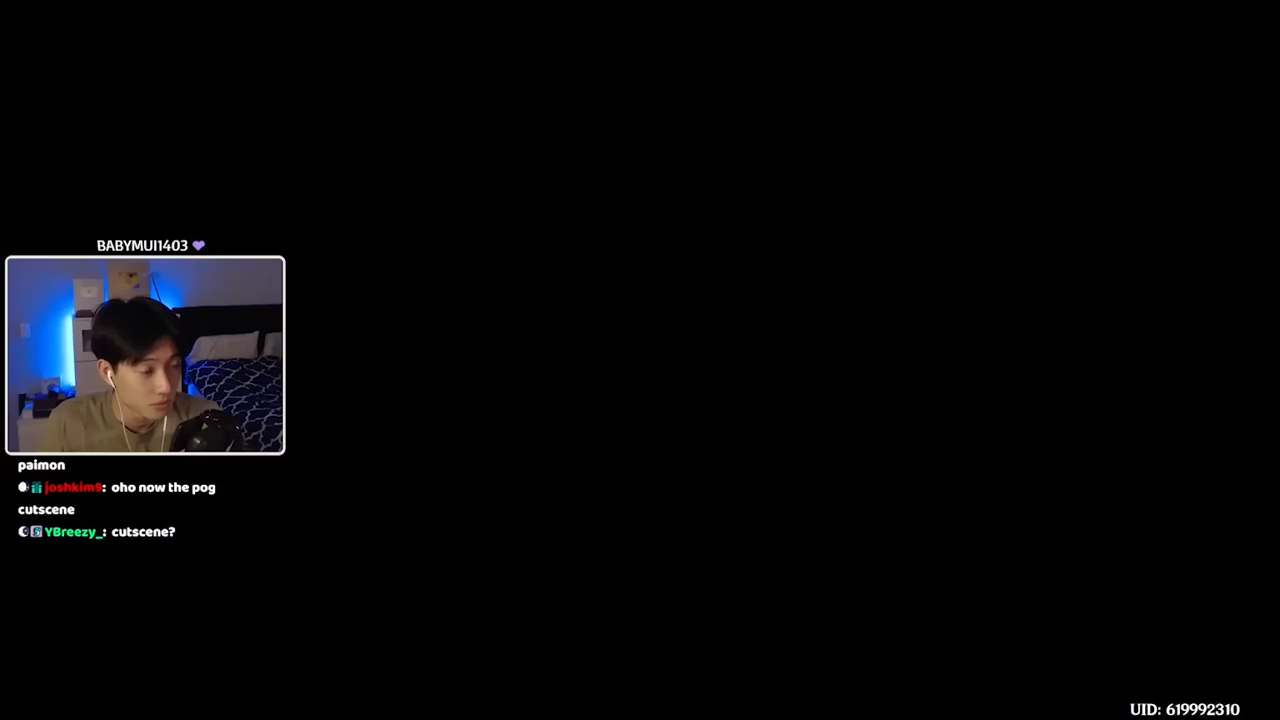 BABYMUI1403 💜
paimon
joshkim9: oho now the pog
cutscene
YBreezy_: cutscene?
UID: 619992310